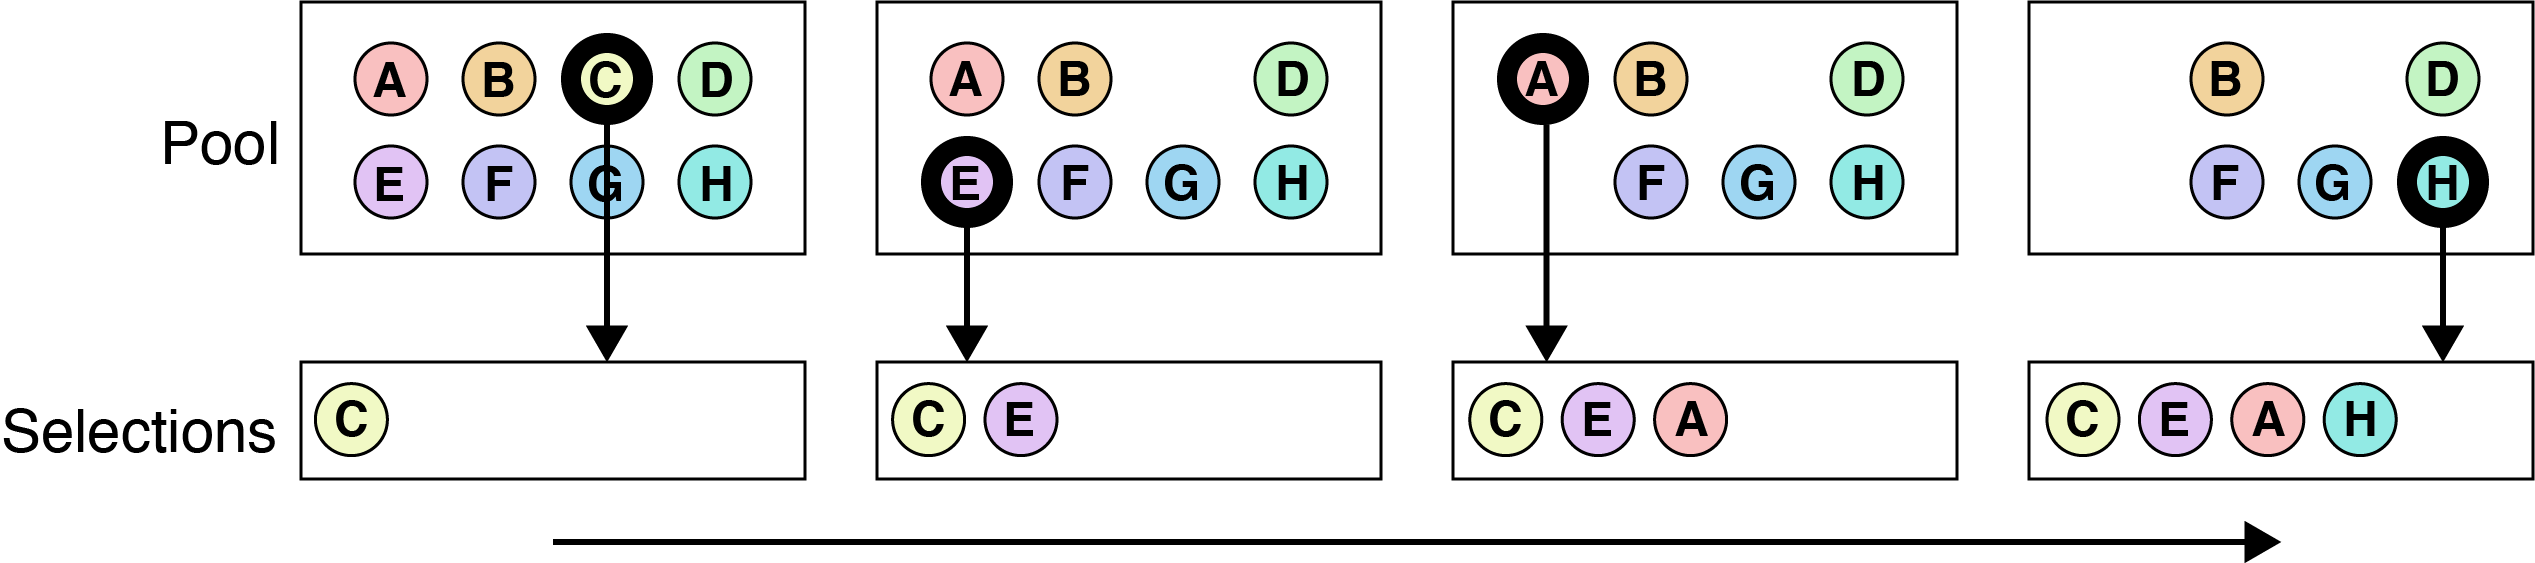 A B C D A B D A B D B D
Pool
E F G H E F G H F G H F G H
Selections
C C E C E A C E A H